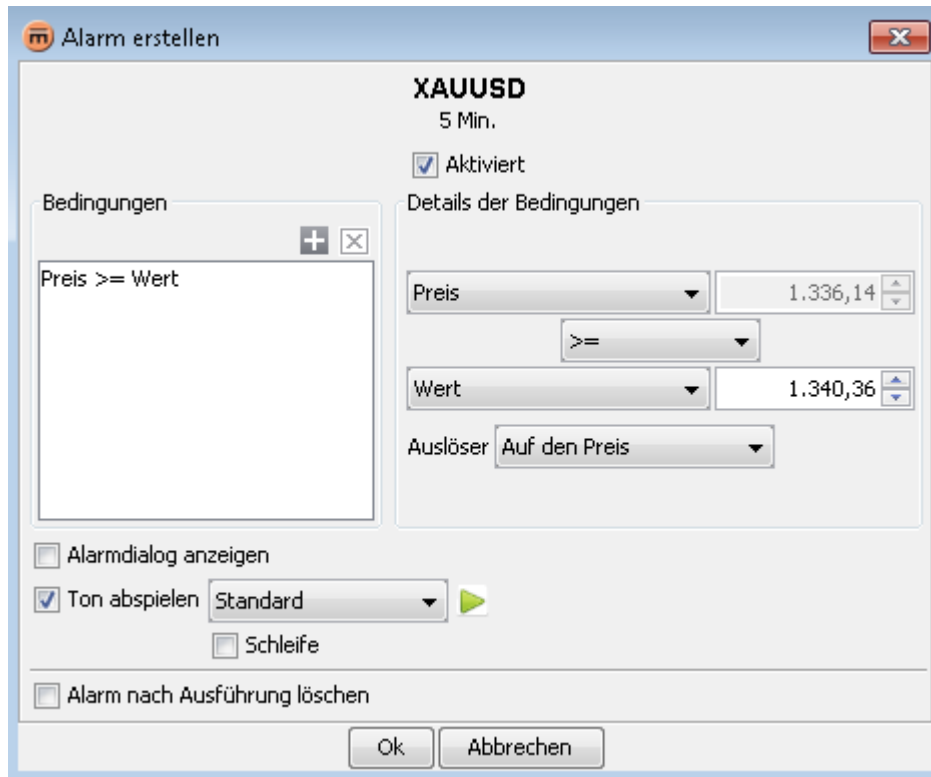 Alarm erstellen
XAUUSD
5 Min.
Aktiviert
Bedingungen
Preis >= Wert
Details der Bedingungen
Preis 1.336,14
>=
Wert 1.340,36
Auslöser Auf den Preis
Alarmdialog anzeigen
Ton abspielen Standard
Schleife
Alarm nach Ausführung löschen
Ok Abbrechen